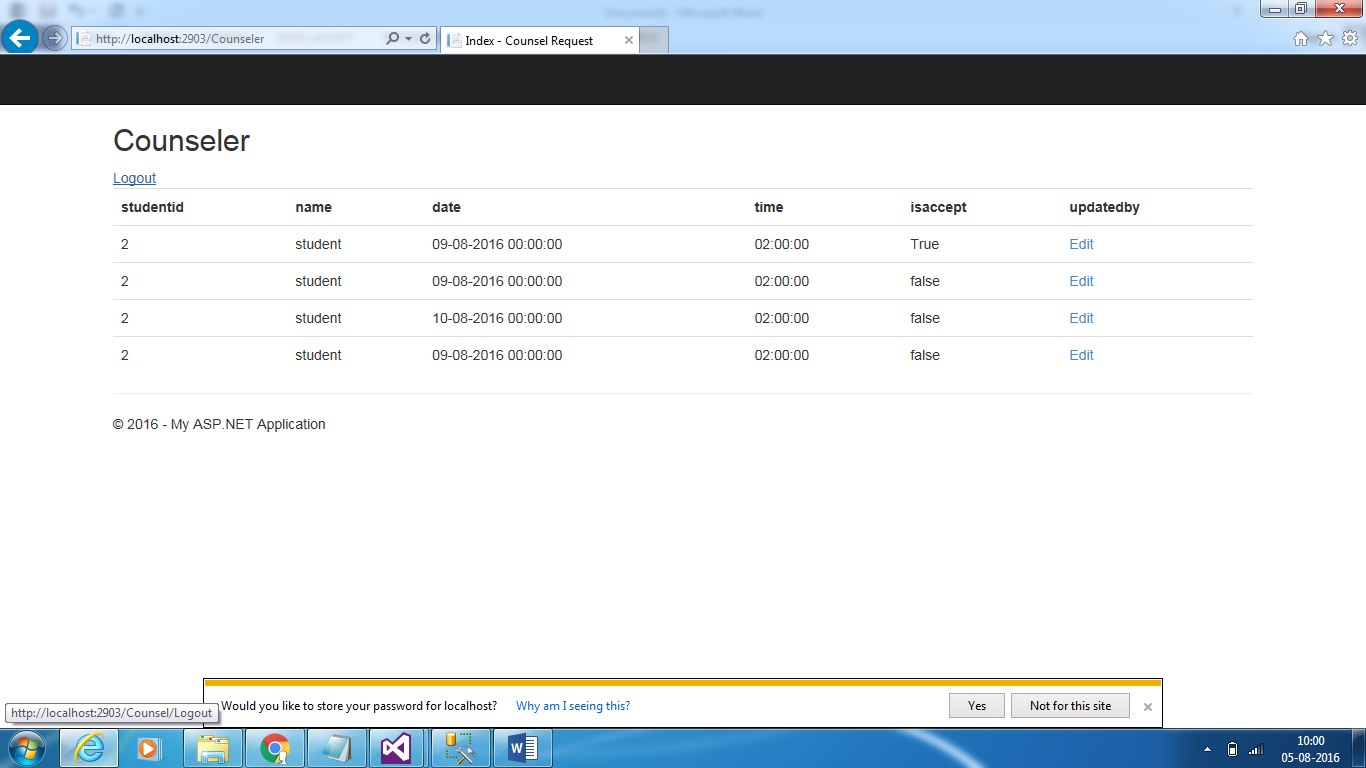 http://localhost:2903/Counseler
Index - Counsel Request
Counseler
Logout
studentid name date time isaccept updatedby
2 student 09-08-2016 00:00:00 02:00:00 True Edit
2 student 09-08-2016 00:00:00 02:00:00 false Edit
2 student 10-08-2016 00:00:00 02:00:00 false Edit
2 student 09-08-2016 00:00:00 02:00:00 false Edit
© 2016 - My ASP.NET Application
Would you like to store your password for localhost? Why am I seeing this? Yes Not for this site
http://localhost:2903/Counsel/Logout
10:00
05-08-2016